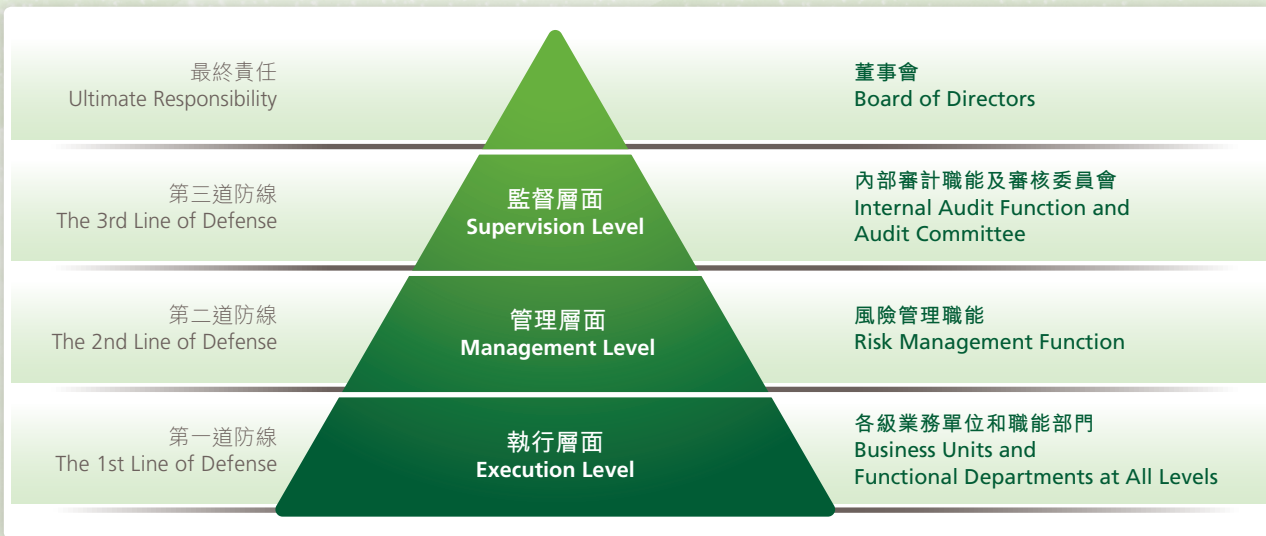 最終責任
Ultimate Responsibility
董事會
Board of Directors
第三道防線
The 3rd Line of Defense
監督層面
Supervision Level
內部審計職能及審核委員會
Internal Audit Function and
Audit Committee
第二道防線
The 2nd Line of Defense
管理層面
Management Level
風險管理職能
Risk Management Function
第一道防線
The 1st Line of Defense
執行層面
Execution Level
各級業務單位和職能部門
Business Units and
Functional Departments at All Levels